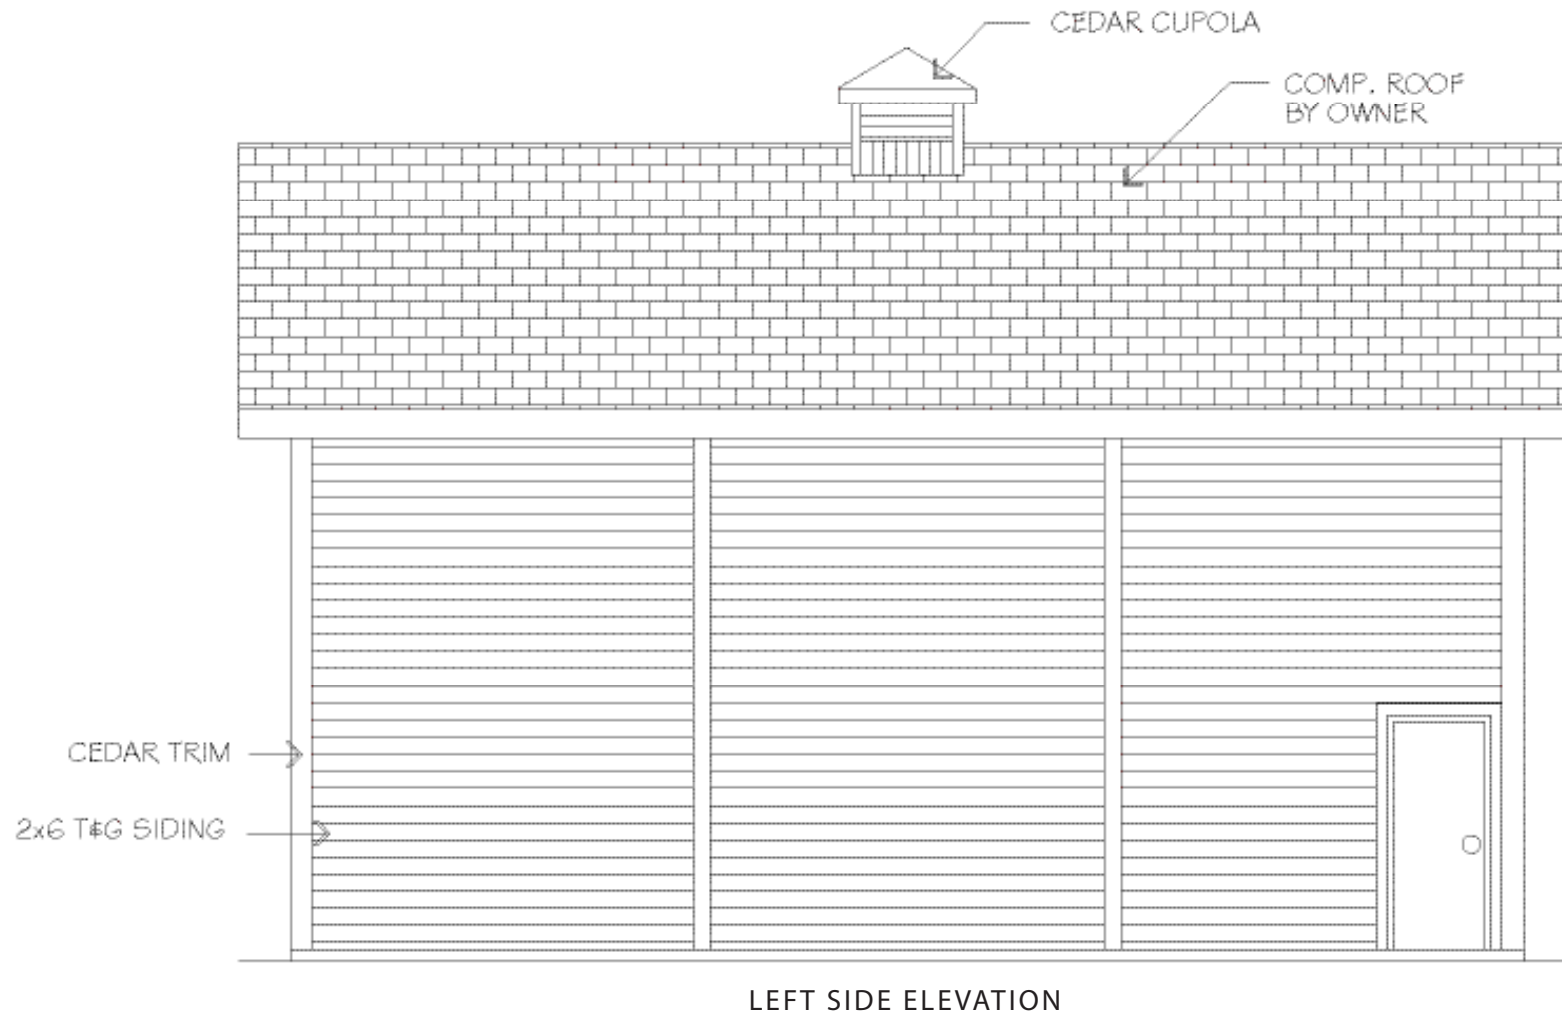 CEDAR CUPOLA
COMP. ROOF
BY OWNER
CEDAR TRIM
2x6 T&G SIDING
LEFT SIDE ELEVATION